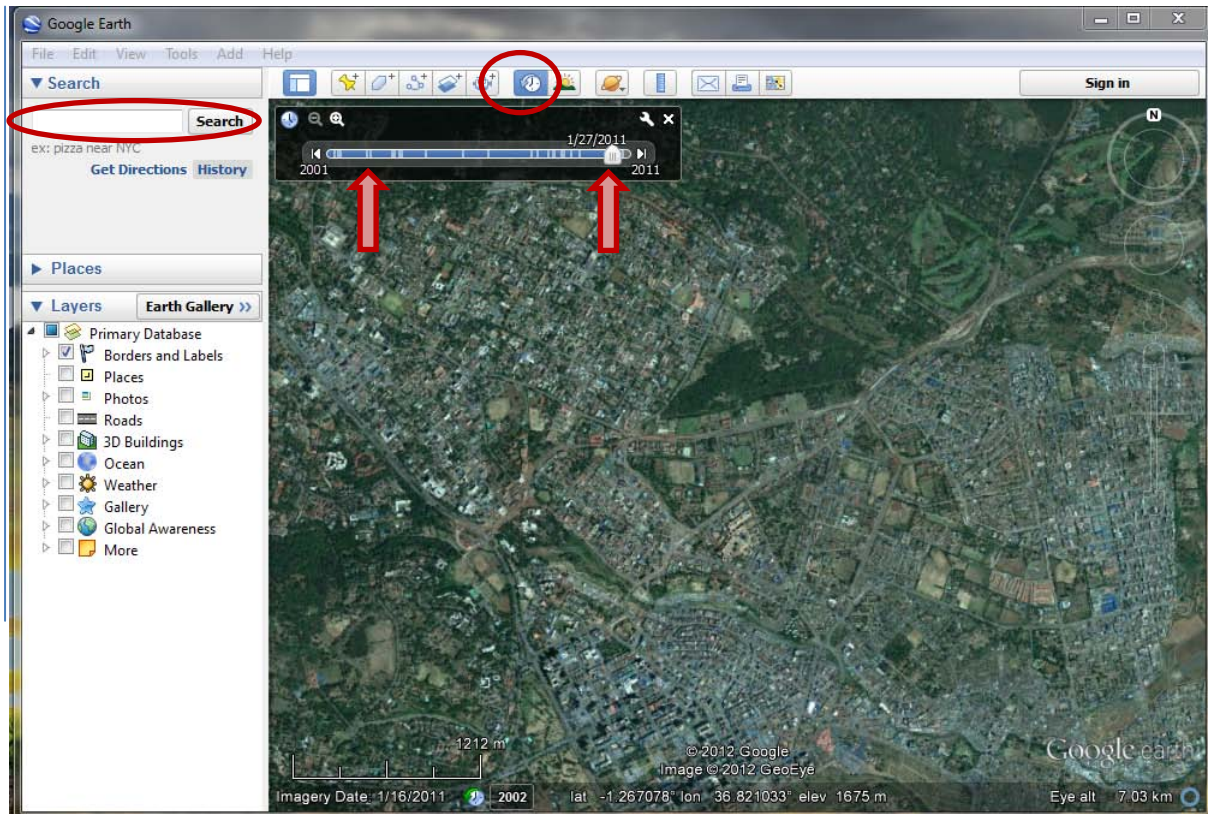 Google Earth
File Edit View Tools Add Help
Search
Sign in
Search
ex: pizza near NYC
Get Directions History
1/27/2011
2001
2011
N
Places
Layers
Earth Gallery >>
Primary Database
Borders and Labels
Places
Photos
Roads
3D Buildings
Ocean
Weather
Gallery
Global Awareness
More
1212 m
© 2012 Google
Image © 2012 GeoEye
Google earth
Imagery Date: 1/16/2011 2002 lat -1.267078° lon 36.821033° elev 1675 m Eye alt 7.03 km